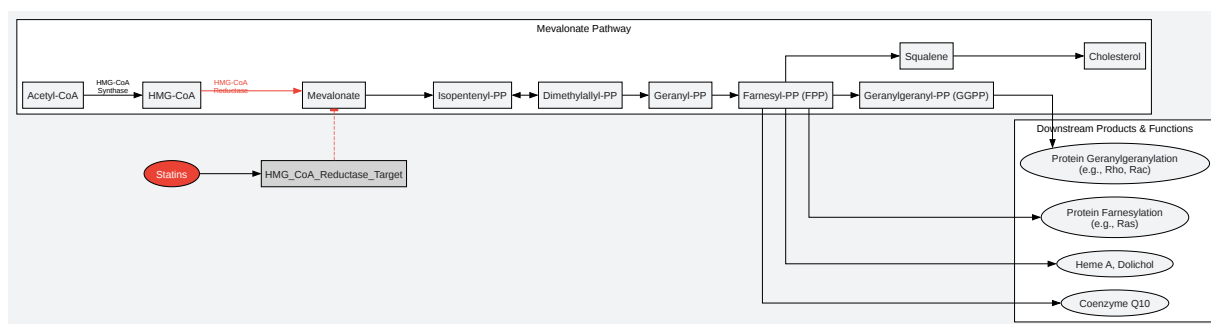 Mevalonate Pathway
Squalene
Cholesterol
HMG-CoA
Synthase
HMG-CoA
Reductase
Acetyl-CoA
HMG-CoA
Mevalonate
Isopentenyl-PP
Dimethylallyl-PP
Geranyl-PP
Farnesyl-PP (FPP)
Geranylgeranyl-PP (GGPP)
Downstream Products & Functions
Protein Geranylgeranylation
(e.g., Rho, Rac)
Statins
HMG_CoA_Reductase_Target
Protein Farnesylation
(e.g., Ras)
Heme A, Dolichol
Coenzyme Q10